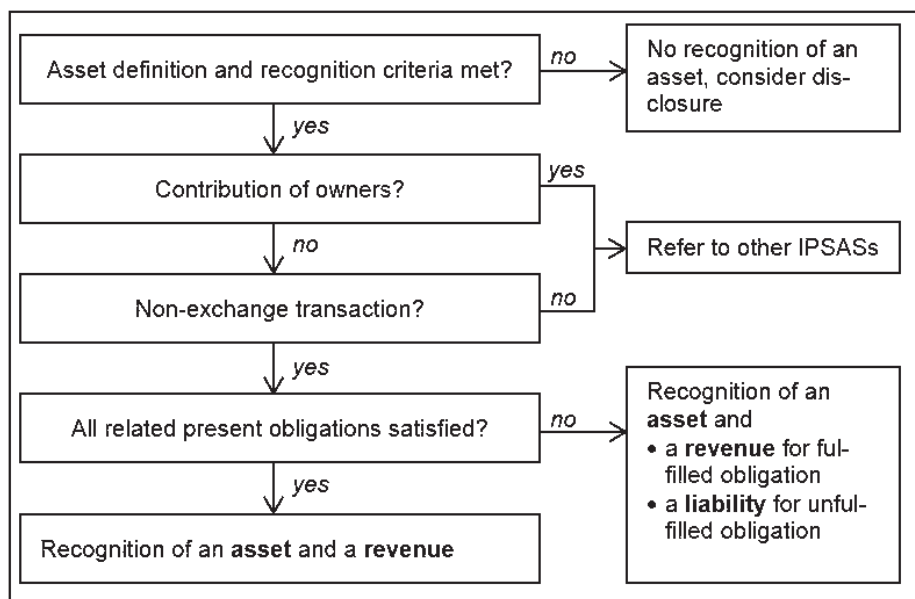 Asset definition and recognition criteria met?
no
No recognition of an
asset, consider dis-
closure
yes
Contribution of owners?
yes
no
Refer to other IPSASs
Non-exchange transaction?
no
yes
All related present obligations satisfied?
no
Recognition of an
asset and
• a revenue for ful-
filled obligation
• a liability for unful-
filled obligation
yes
Recognition of an asset and a revenue